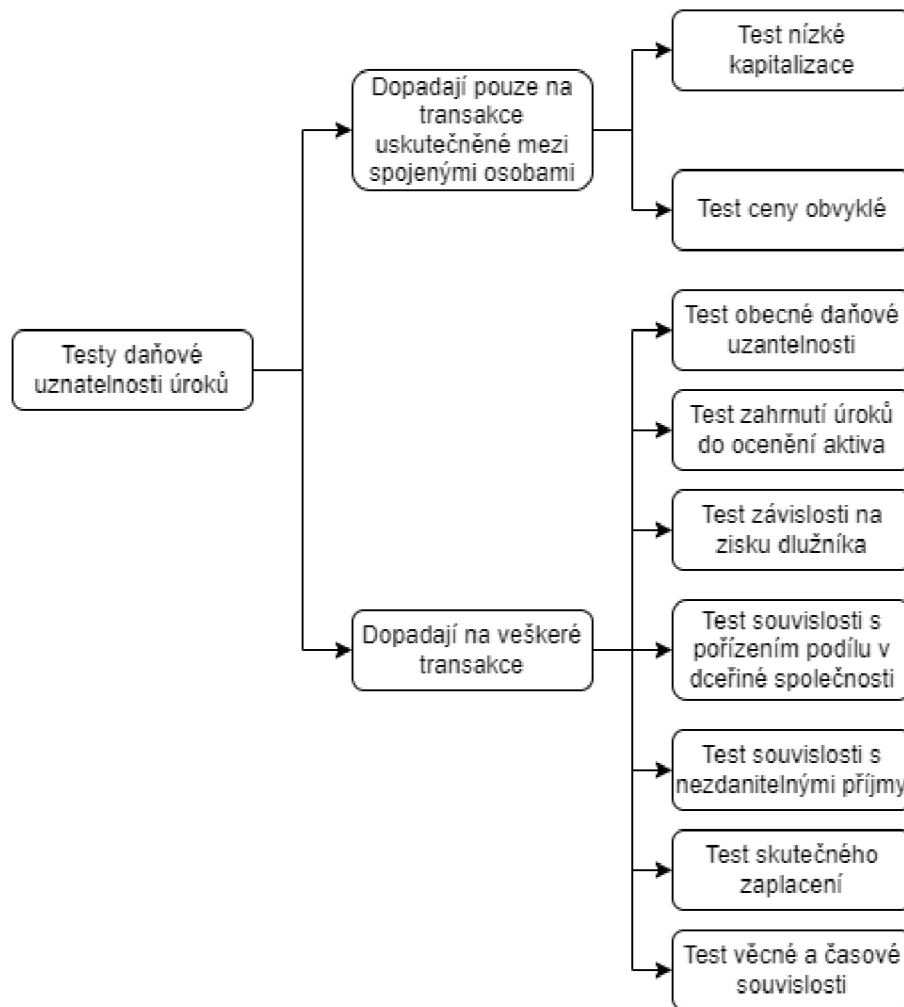 Testy daňové
uznatelnosti úroků
Dopadají pouze na
transakce
uskutečněné mezi
spojenými osobami
Test nízké
kapitalizace
Test ceny obvyklé
Dopadají na veškeré
transakce
Test obecné daňové
uzantelnosti
Test zahrnutí úroků
do ocenění aktiva
Test závislosti na
zisku dlužníka
Test souvislosti s
pořízením podílu v
dceřiné společnosti
Test souvislosti s
nezdanitelnými příjmy
Test skutečného
zaplacení
Test věcné a časové
souvislosti